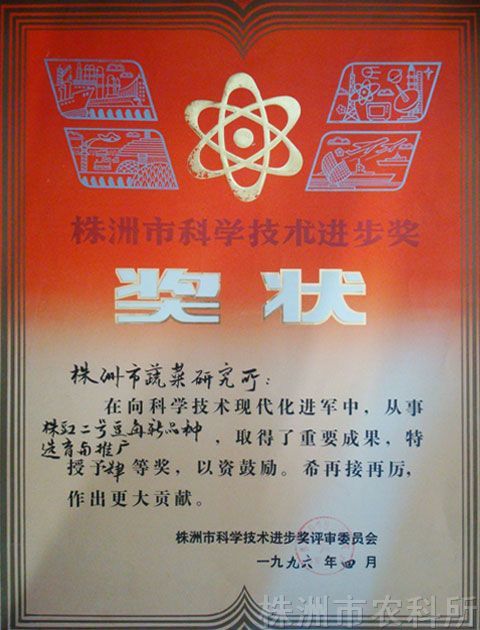 株洲市科学技术进步奖
奖状
株洲市蔬菜研究所：
在向科学技术现代化进军中，从事
株豇二号豆角新品种
选育与推广
，取得了重要成果，特
授予肆等奖，以资鼓励。希再接再厉，
作出更大贡献。
株洲市科学技术进步奖评审委员会
一九九六年四月
株洲市农科所